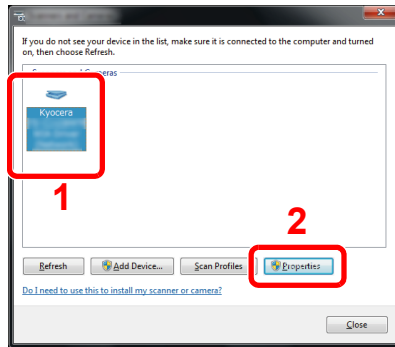 If you do not see your device in the list, make sure it is connected to the computer and turned
on, then choose Refresh.
Kyocera
1
2
Refresh
Add Device...
Scan Profiles
Properties
Do I need to use this to install my scanner or camera?
Close